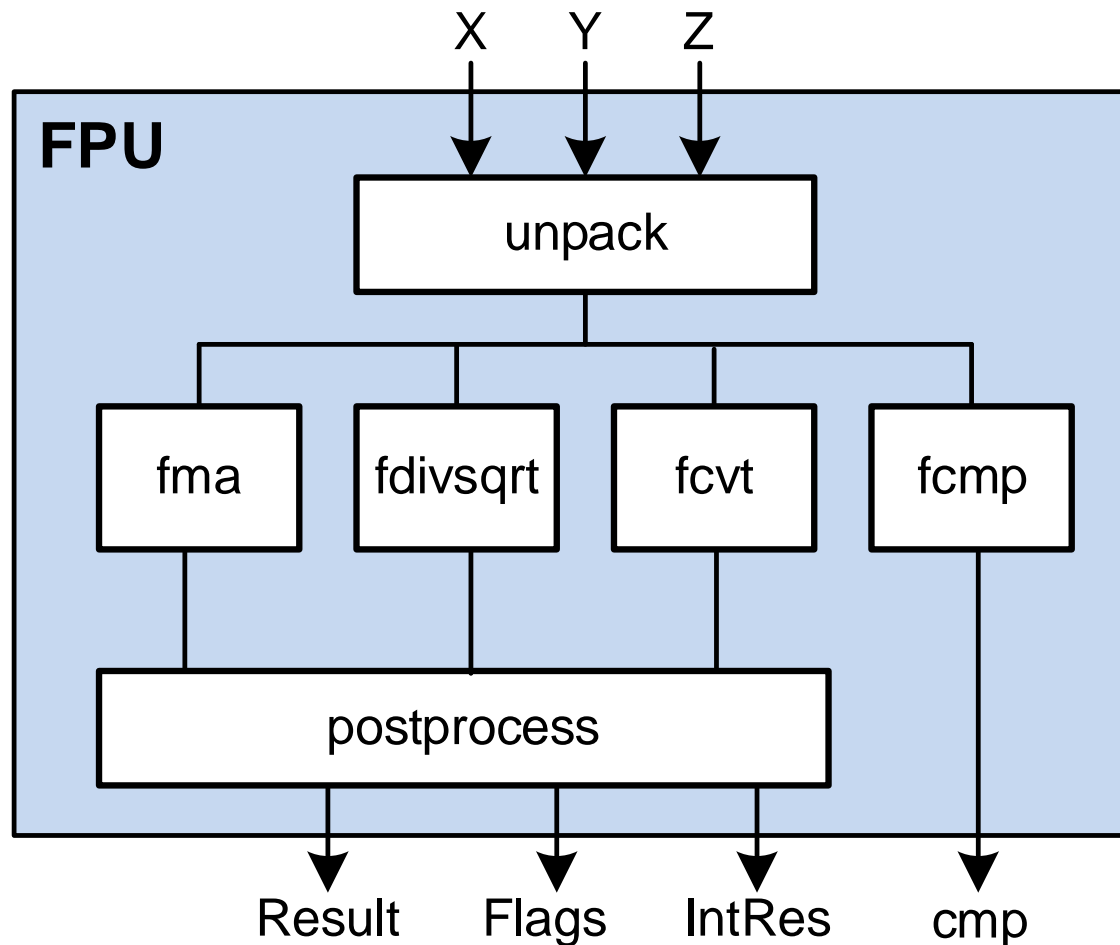 X Y Z
FPU
unpack
fma fdivsqrt fcvt fcmp
postprocess
Result Flags IntRes cmp